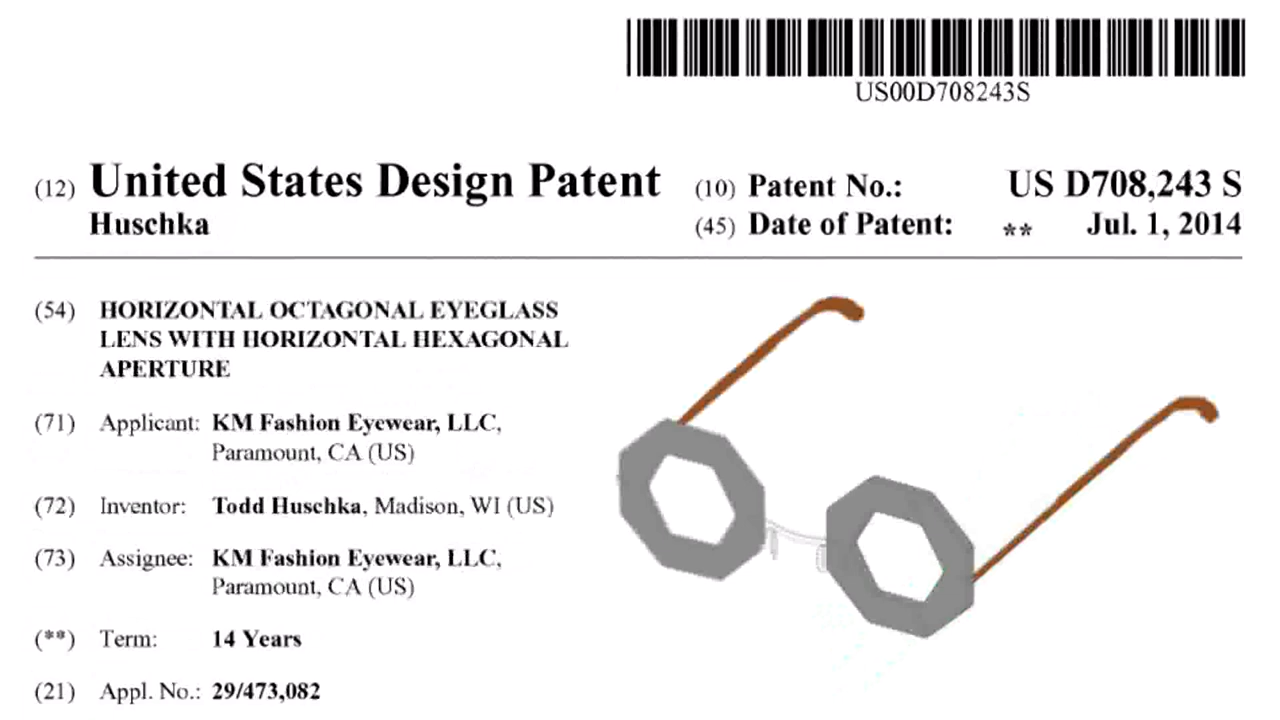 US00D708243S
(12) United States Design Patent
Huschka
(10) Patent No.: US D708,243 S
(45) Date of Patent: ** Jul. 1, 2014
(54) HORIZONTAL OCTAGONAL EYEGLASS
LENS WITH HORIZONTAL HEXAGONAL
APERTURE
(71) Applicant: KM Fashion Eyewear, LLC,
Paramount, CA (US)
(72) Inventor: Todd Huschka, Madison, WI (US)
(73) Assignee: KM Fashion Eyewear, LLC,
Paramount, CA (US)
(**) Term: 14 Years
(21) Appl. No.: 29/473,082